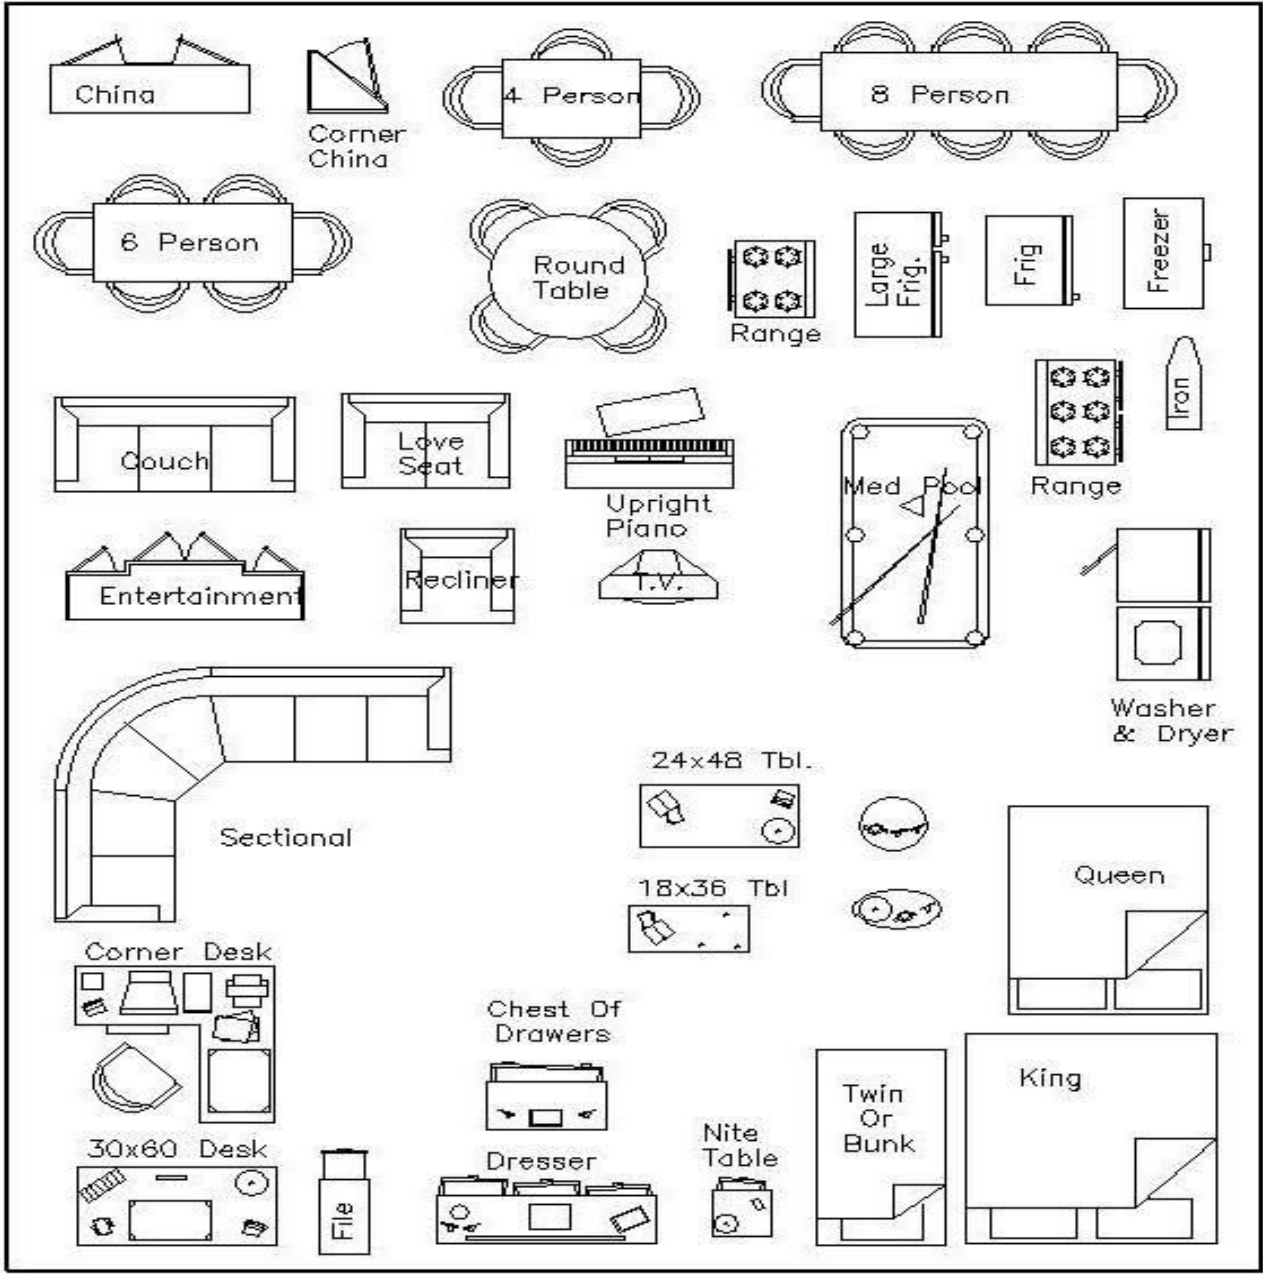 China
Corner
China
4 Person
8 Person
6 Person
Round
Table
Range
Large
Frig.
Frig
Freezer
Couch
Love
Seat
Upright
Piano
Med Pool
Range
Iron
Entertainment
Recliner
T.V.
Washer
& Dryer
Sectional
24x48 Tbl.
18x36 Tbl
Queen
Corner Desk
Chest Of
Drawers
Twin
Or
Bunk
King
30x60 Desk
File
Dresser
Nite
Table